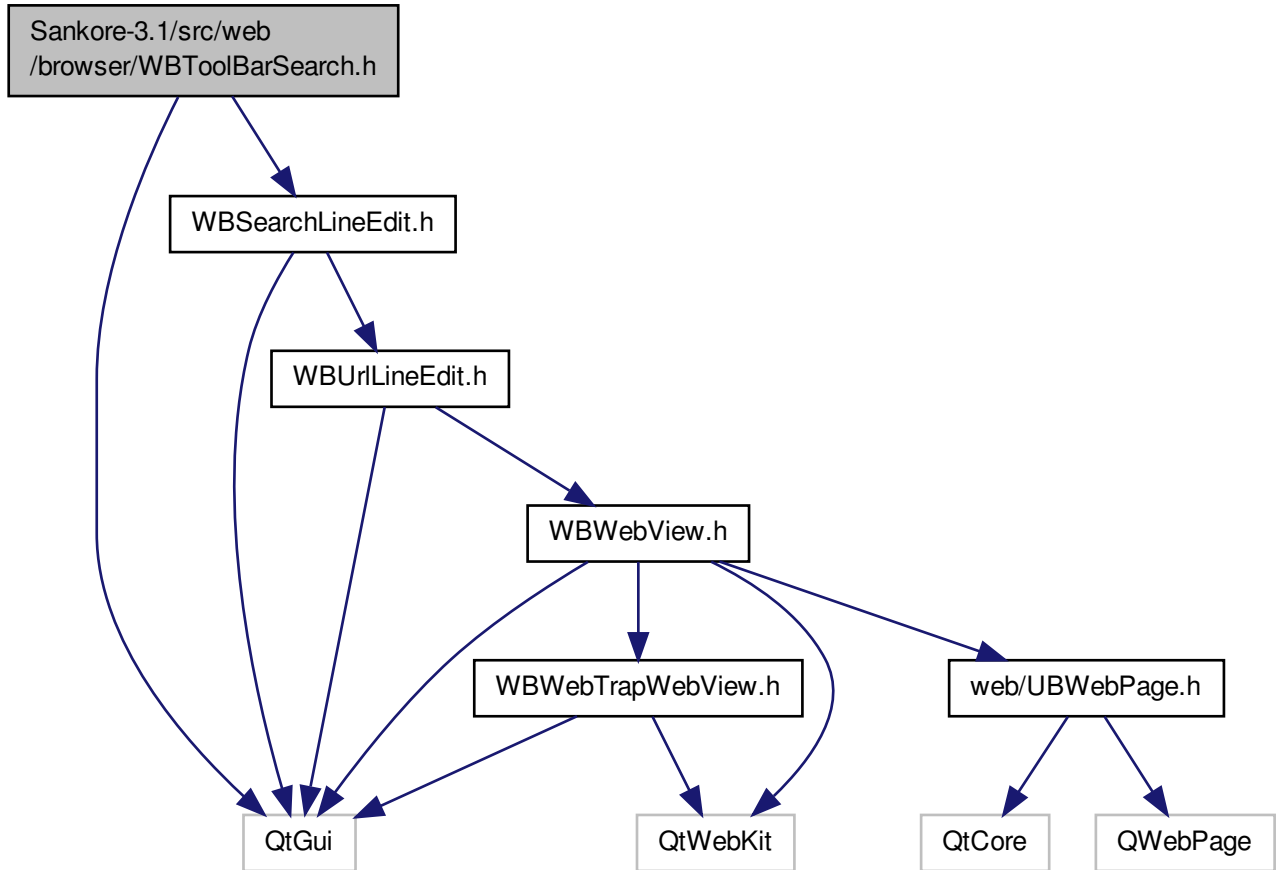 Sankore-3.1/src/web
/browser/WBToolBarSearch.h
WBSearchLineEdit.h
WBUrlLineEdit.h
WBWebView.h
WBWebTrapWebView.h
web/UBWebPage.h
QtGui
QtWebKit
QtCore
QWebPage